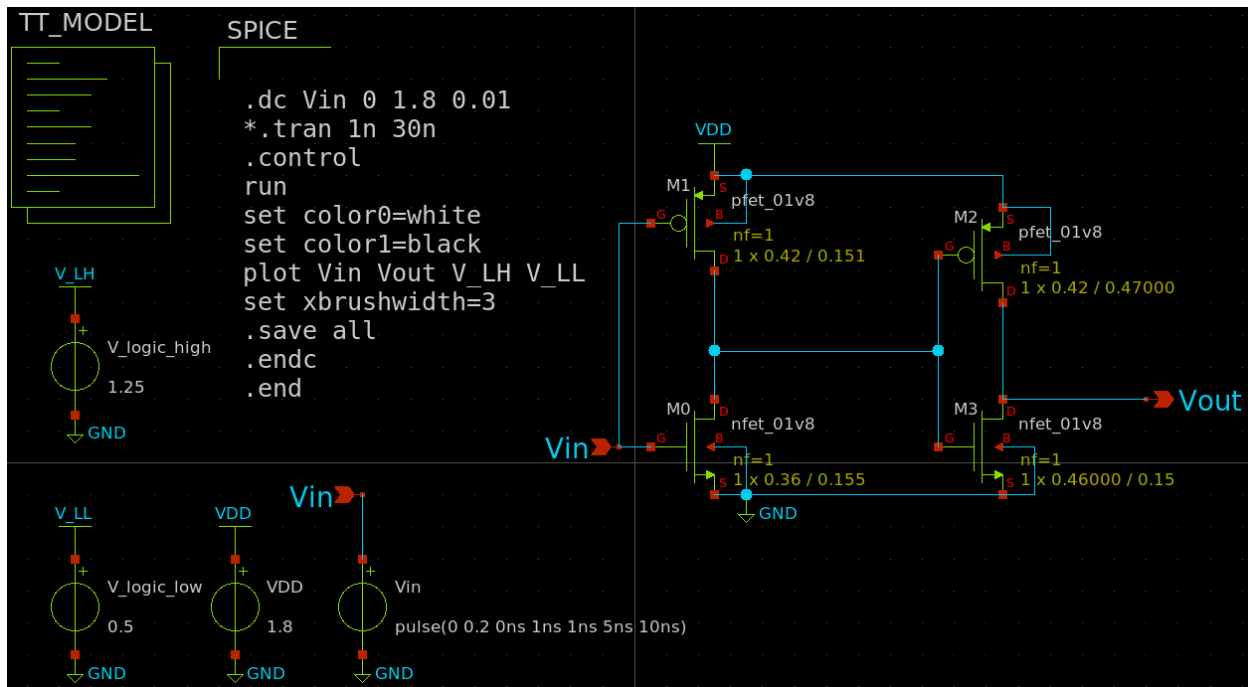 TT_MODEL
SPICE
.dc Vin 0 1.8 0.01
*.tran 1n 30n
.control
run
set color0=white
set color1=black
plot Vin Vout V_LH V_LL
set xbrushwidth=3
.save all
.endc
.end
V_LH
+
V_logic_high
1.25
GND
V_LL
+
V_logic_low
0.5
GND
VDD
+
VDD
1.8
GND
Vin
+
Vin
pulse(0 0.2 0ns 1ns 1ns 5ns 10ns)
GND
VDD
M1
S
pfet_01v8
G
B
nf=1
D
1 x 0.42 / 0.151
M2
S
pfet_01v8
G
B
nf=1
D
1 x 0.42 / 0.47000
Vin
M0
D
nfet_01v8
G
B
nf=1
S
1 x 0.36 / 0.155
GND
M3
D
nfet_01v8
G
B
nf=1
S
1 x 0.46000 / 0.15
Vout